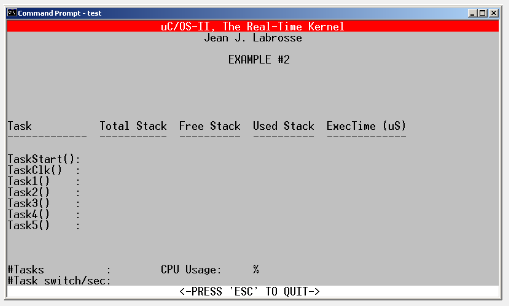 Command Prompt - test
uC/OS-II, The Real-Time Kernel
Jean J. Labrosse
EXAMPLE #2
Task Total Stack Free Stack Used Stack ExecTime (uS)
------------- ----------- ---------- ---------- -------------
TaskStart():
TaskClk() :
Task1() :
Task2() :
Task3() :
Task4() :
Task5() :
#Tasks : CPU Usage: %
#Task switch/sec:
<-PRESS 'ESC' TO QUIT->